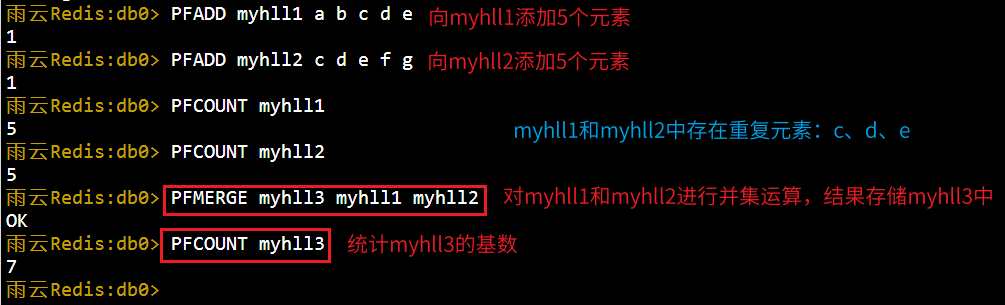 雨云Redis:db0> PFADD myhll1 a b c d e 向myhll1添加5个元素
1
雨云Redis:db0> PFADD myhll2 c d e f g 向myhll2添加5个元素
1
雨云Redis:db0> PFCOUNT myhll1
5
myhll1和myhll2中存在重复元素：c、d、e
雨云Redis:db0> PFCOUNT myhll2
5
雨云Redis:db0> PFMERGE myhll3 myhll1 myhll2 对myhll1和myhll2进行并集运算，结果存储myhll3中
OK
雨云Redis:db0> PFCOUNT myhll3 统计myhll3的基数
7
雨云Redis:db0>